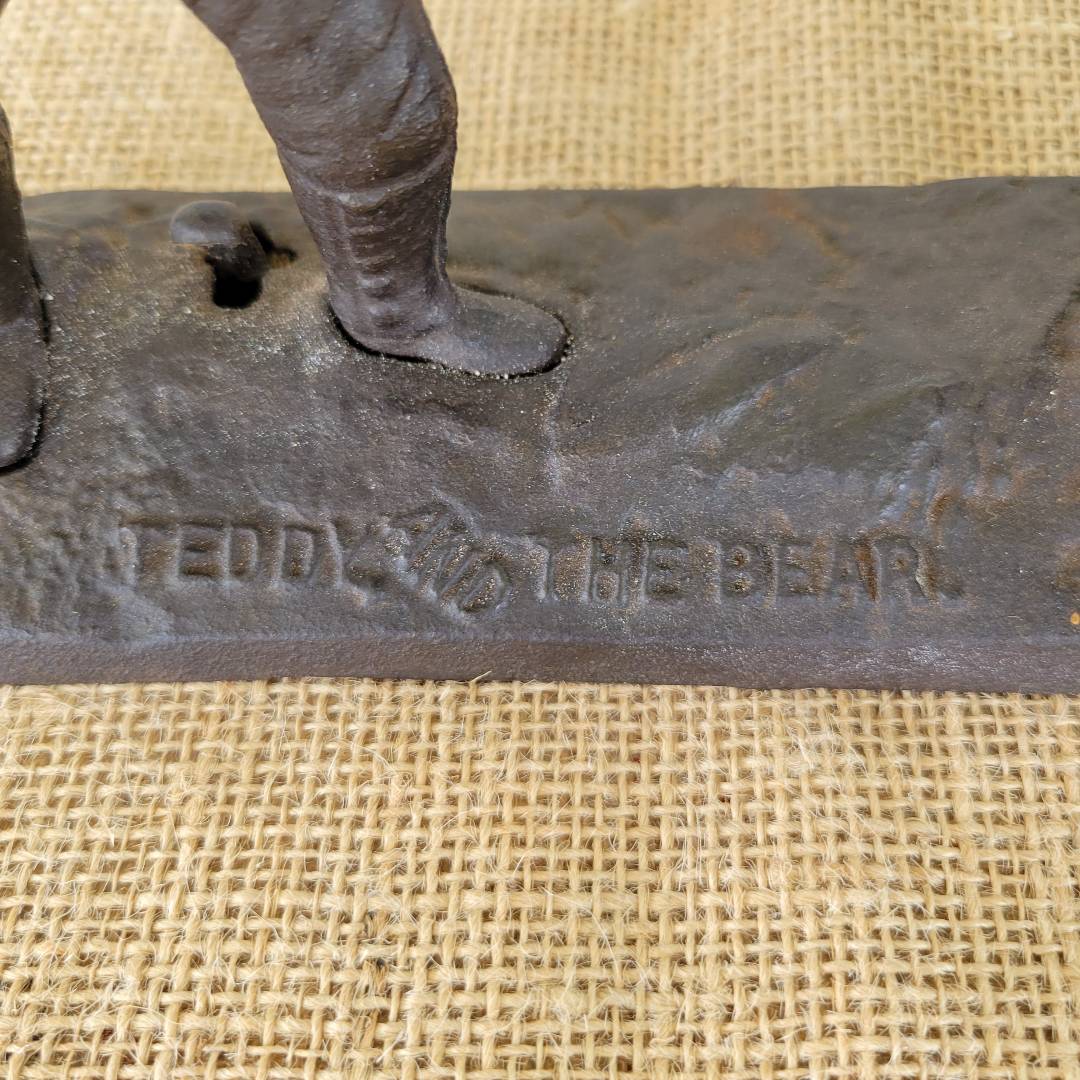 TEDDY AND THE BEAR.